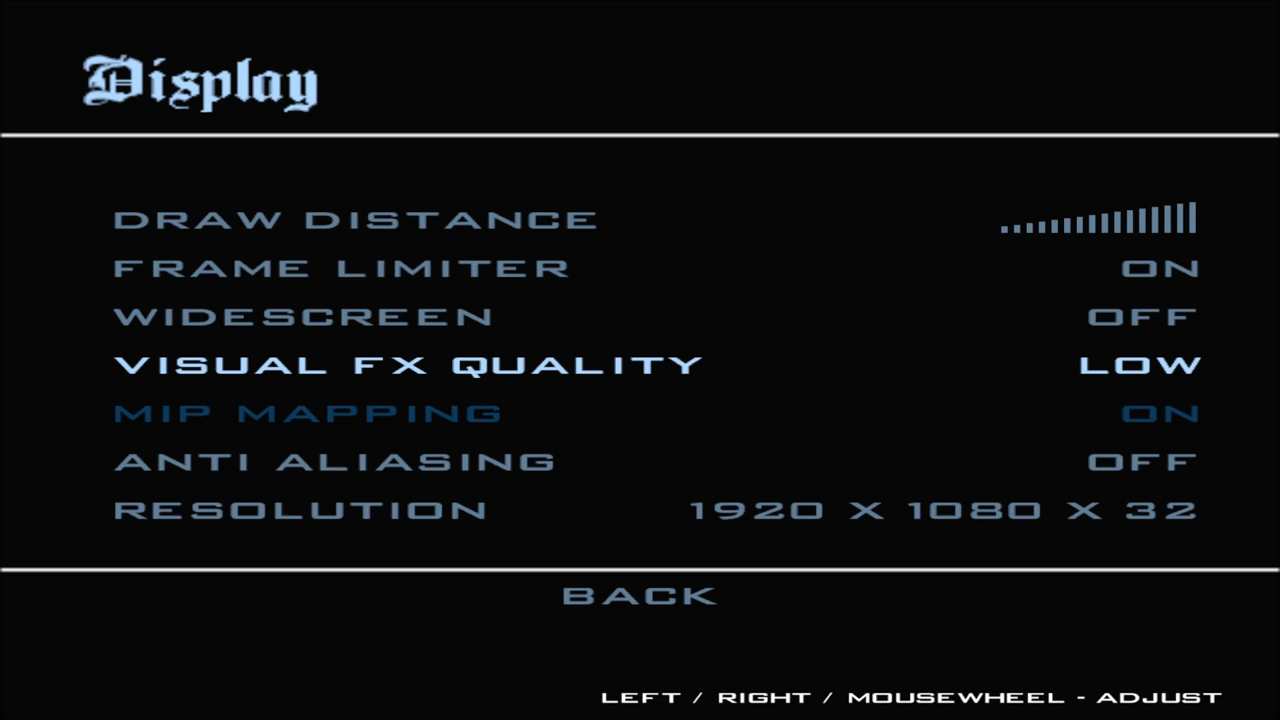 Display
DRAW DISTANCE
FRAME LIMITER ON
WIDESCREEN OFF
VISUAL FX QUALITY LOW
MIP MAPPING ON
ANTI ALIASING OFF
RESOLUTION 1920 X 1080 X 32
BACK
LEFT / RIGHT / MOUSEWHEEL - ADJUST